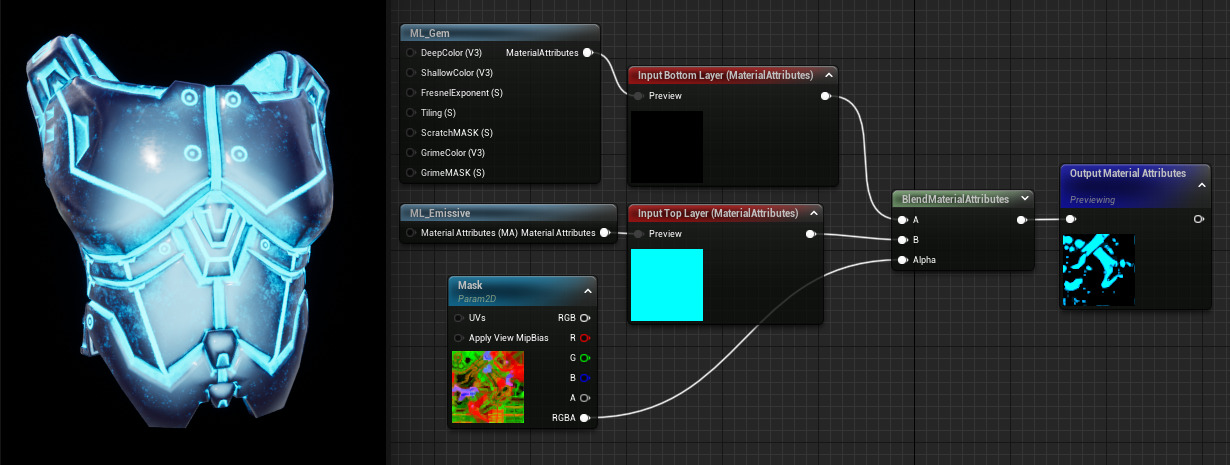 ML_Gem
DeepColor (V3) MaterialAttributes
ShallowColor (V3)
FresnelExponent (S)
Tiling (S)
ScratchMASK (S)
GrimeColor (V3)
GrimeMASK (S)
Input Bottom Layer (MaterialAttributes)
Preview
ML_Emissive
Material Attributes (MA) Material Attributes
Input Top Layer (MaterialAttributes)
Preview
Mask
Param2D
UVs RGB
Apply View MipBias R
G
B
A
RGBA
BlendMaterialAttributes
A
B
Alpha
Output Material Attributes
Previewing